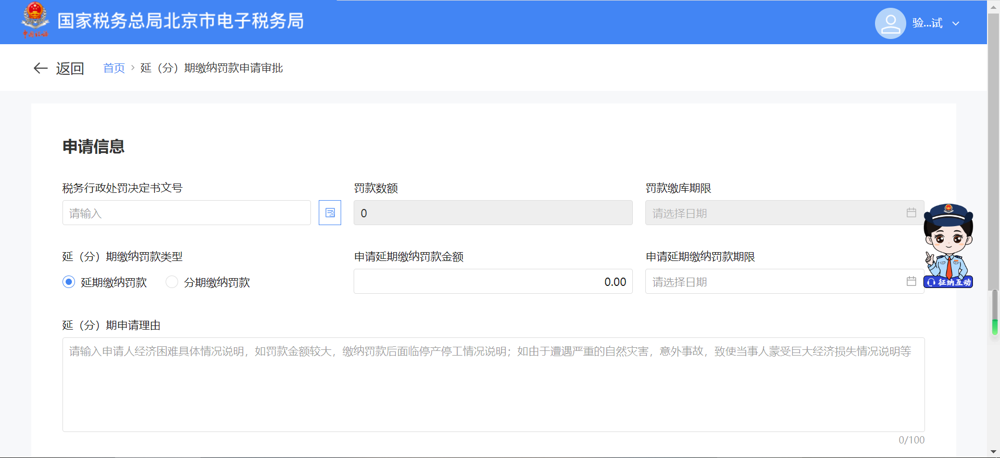 国家税务总局北京市电子税务局
验...试
返回
首页 > 延（分）期缴纳罚款申请审批
申请信息
税务行政处罚决定书文号
罚款数额
罚款缴库期限
请输入
0
请选择日期
延（分）期缴纳罚款类型
申请延期缴纳罚款金额
申请延期缴纳罚款期限
延期缴纳罚款
分期缴纳罚款
0.00
请选择日期
征纳互动
延（分）期申请理由
请输入申请人经济困难具体情况说明，如罚款金额较大，缴纳罚款后面临停产停工情况说明；如由于遭遇严重的自然灾害，意外事故，致使当事人蒙受巨大经济损失情况说明等
0/100